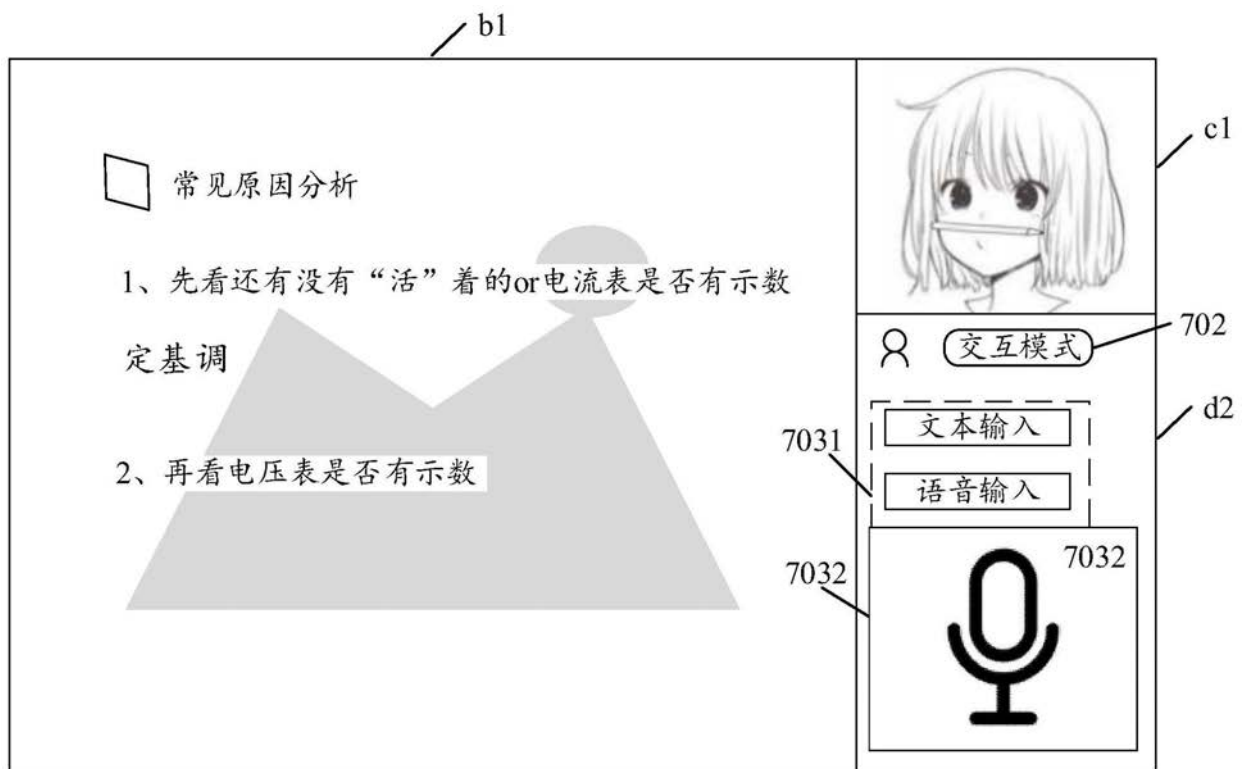 b1
c1
常见原因分析
1、先看还有没有“活”着的or电流表是否有示数
定基调
2、再看电压表是否有示数
702
交互模式
d2
7031
文本输入
语音输入
7032
7032